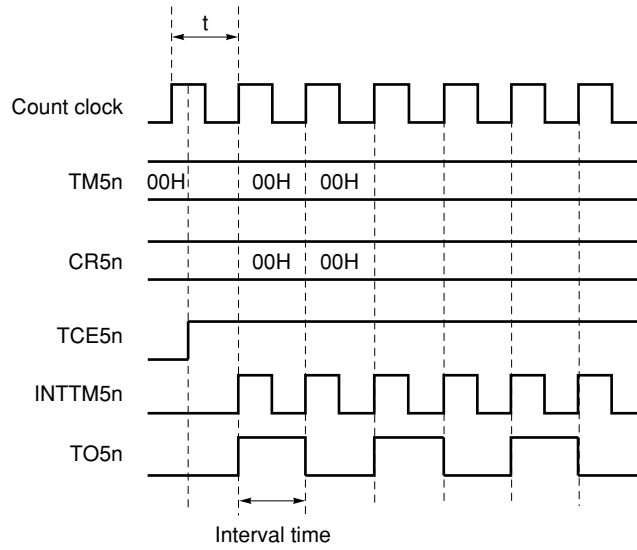 t
Count clock
TM5n 00H 00H 00H
CR5n 00H 00H
TCE5n
INTTM5n
TO5n
Interval time